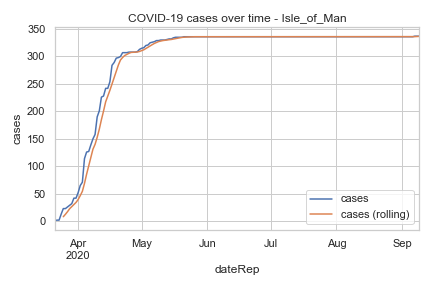 COVID-19 cases over time - Isle_of_Man
350
300
250
200
150
100
50
0
cases
cases
cases (rolling)
Apr
2020
May
Jun
Jul
Aug
Sep
dateRep